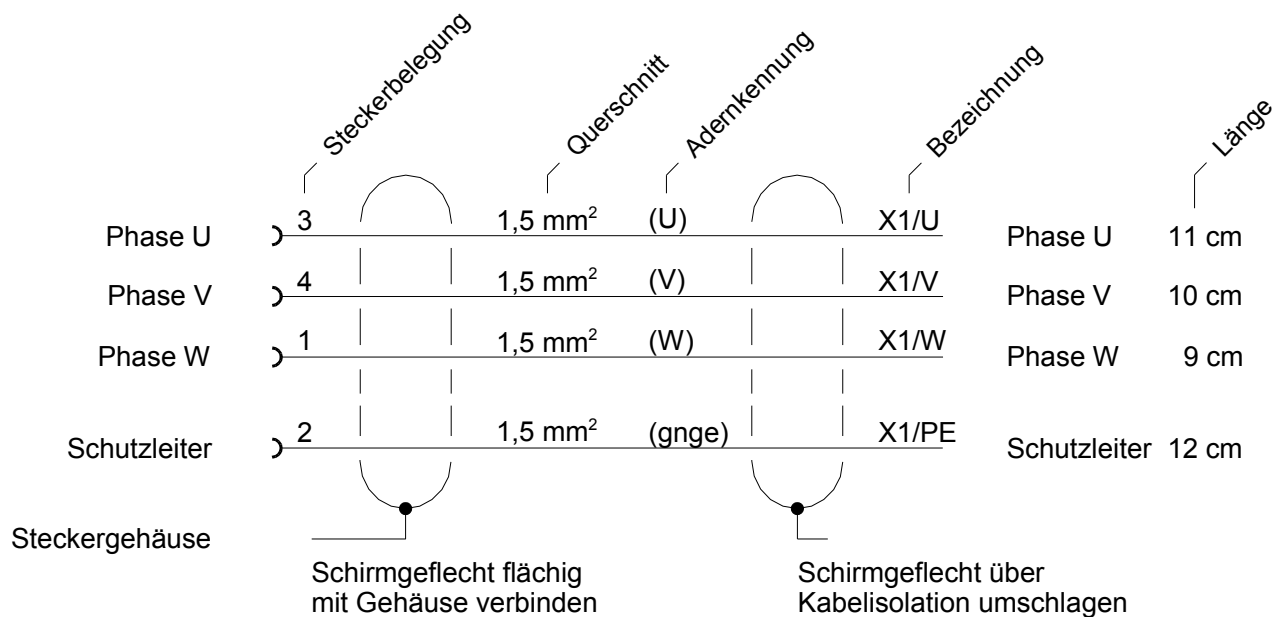 Steckerbelegung
Querschnitt
Adernkennung
Bezeichnung
Länge
Phase U 3 1,5 mm² (U) X1/U Phase U 11 cm
Phase V 4 1,5 mm² (V) X1/V Phase V 10 cm
Phase W 1 1,5 mm² (W) X1/W Phase W 9 cm
Schutzleiter 2 1,5 mm² (gnge) X1/PE Schutzleiter 12 cm
Steckergehäuse
Schirmgeflecht flächig
mit Gehäuse verbinden
Schirmgeflecht über
Kabelisolation umschlagen